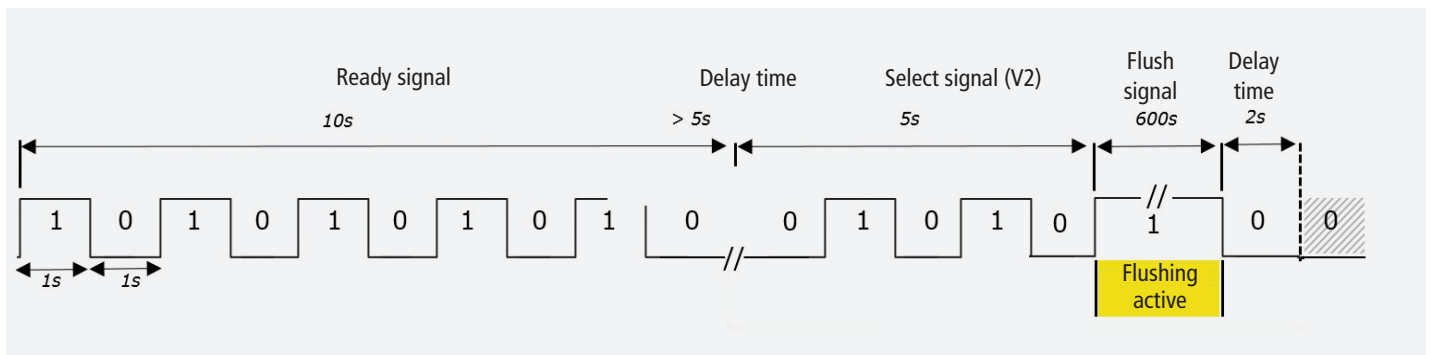 Ready signal
Delay time
Select signal (V2)
Flush
signal
Delay
time
10s
> 5s
5s
600s
2s
1 0 1 0 1 0 1 0 1 0 // 0 1 0 1 0 // 1 0 0
1s 1s
Flushing
active